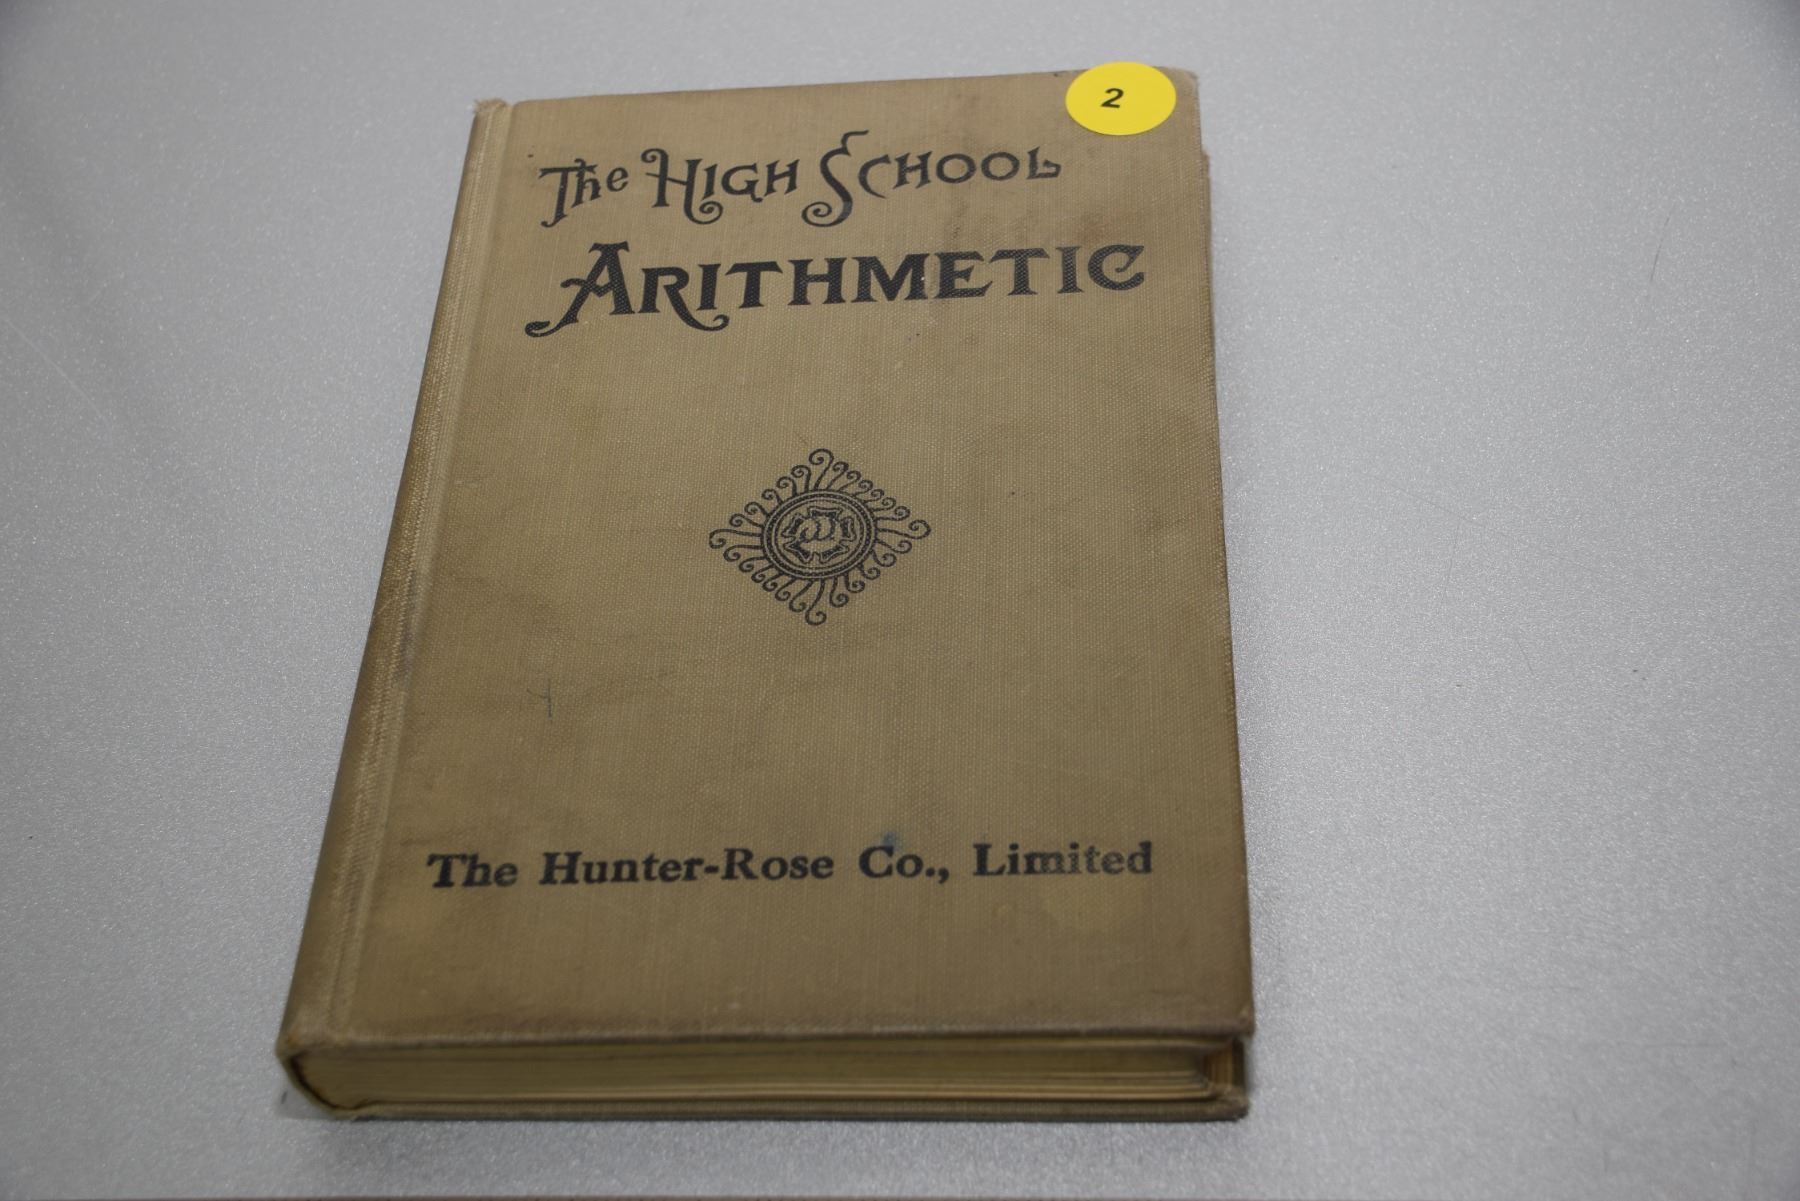 2
The High School
Arithmetic
The Hunter-Rose Co., Limited